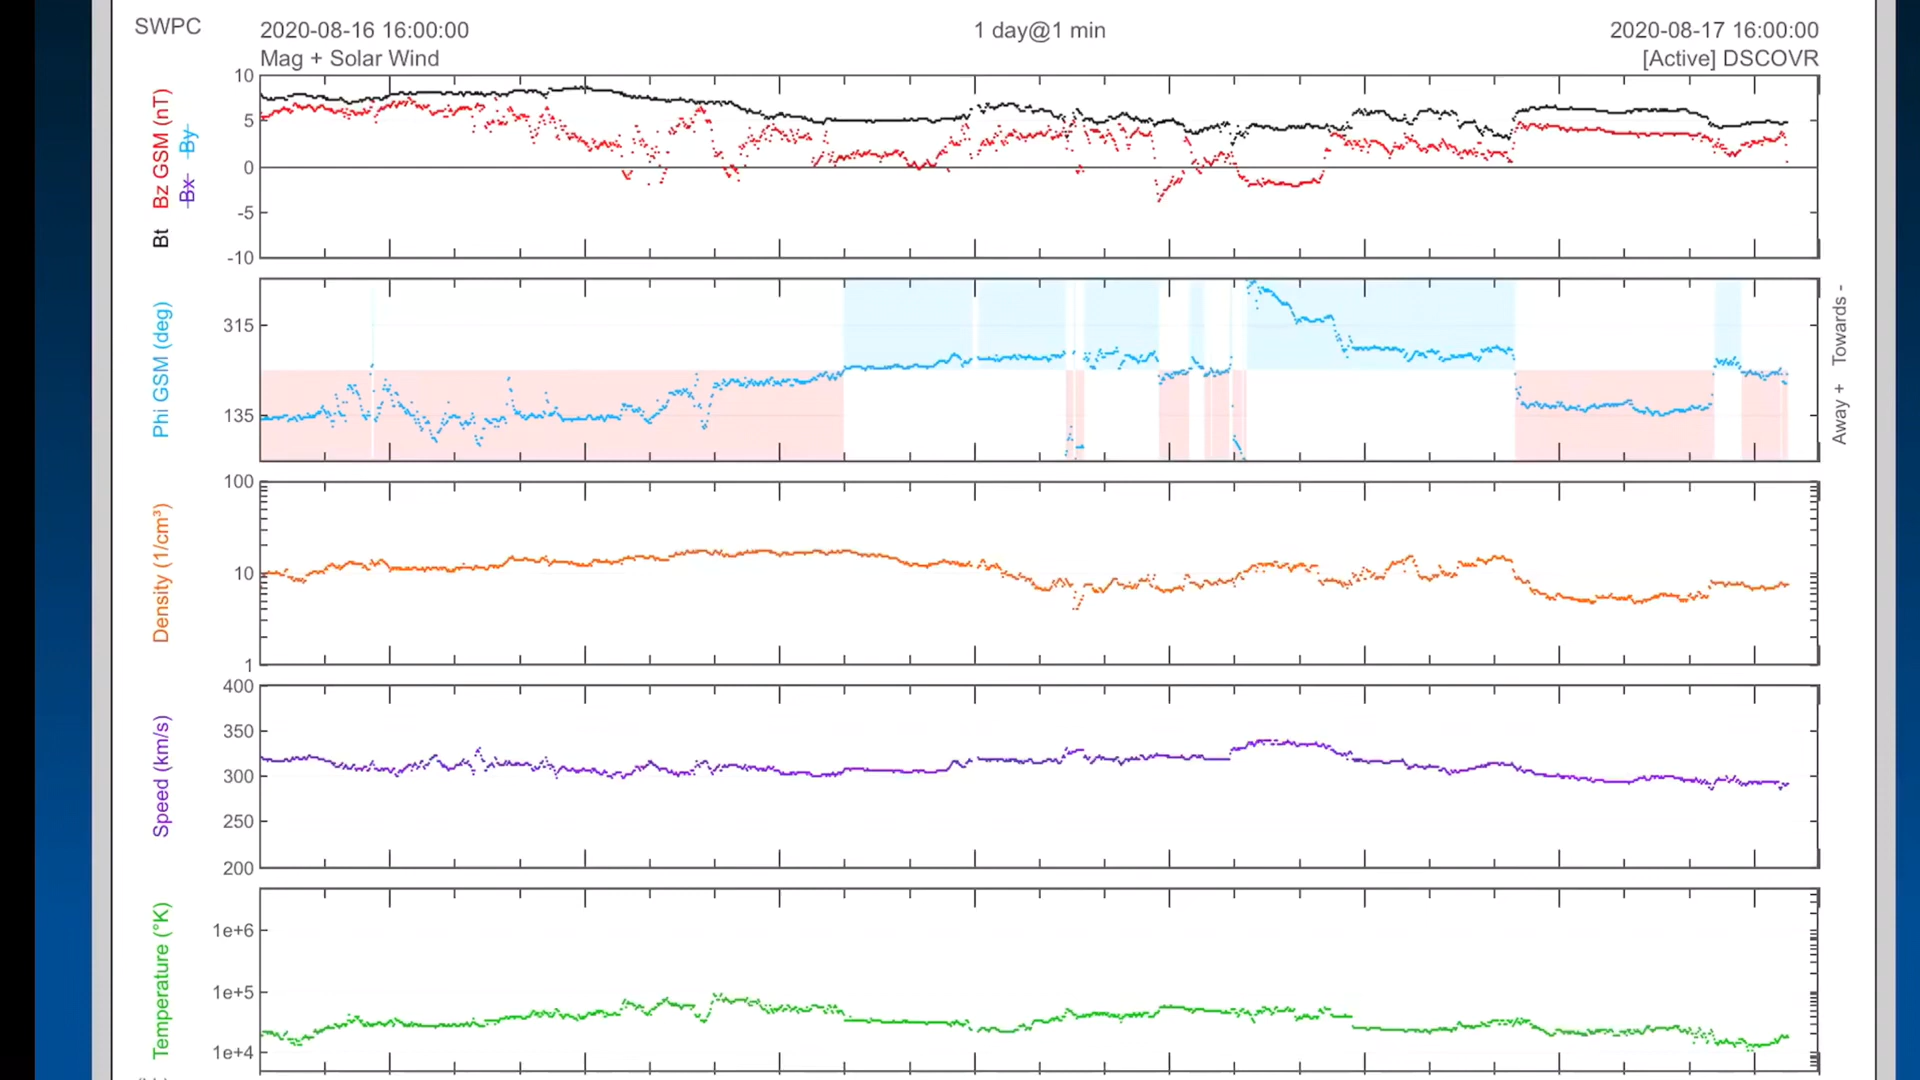 SWPC
2020-08-16 16:00:00
1 day@1 min
2020-08-17 16:00:00
Mag + Solar Wind
[Active] DSCOVR
Bt Bz GSM (nT)
Bx By
10
5
0
-5
-10
Phi GSM (deg)
315
135
Away + Towards -
Density (1/cm³)
100
10
1
Speed (km/s)
400
350
300
250
200
Temperature (°K)
1e+6
1e+5
1e+4